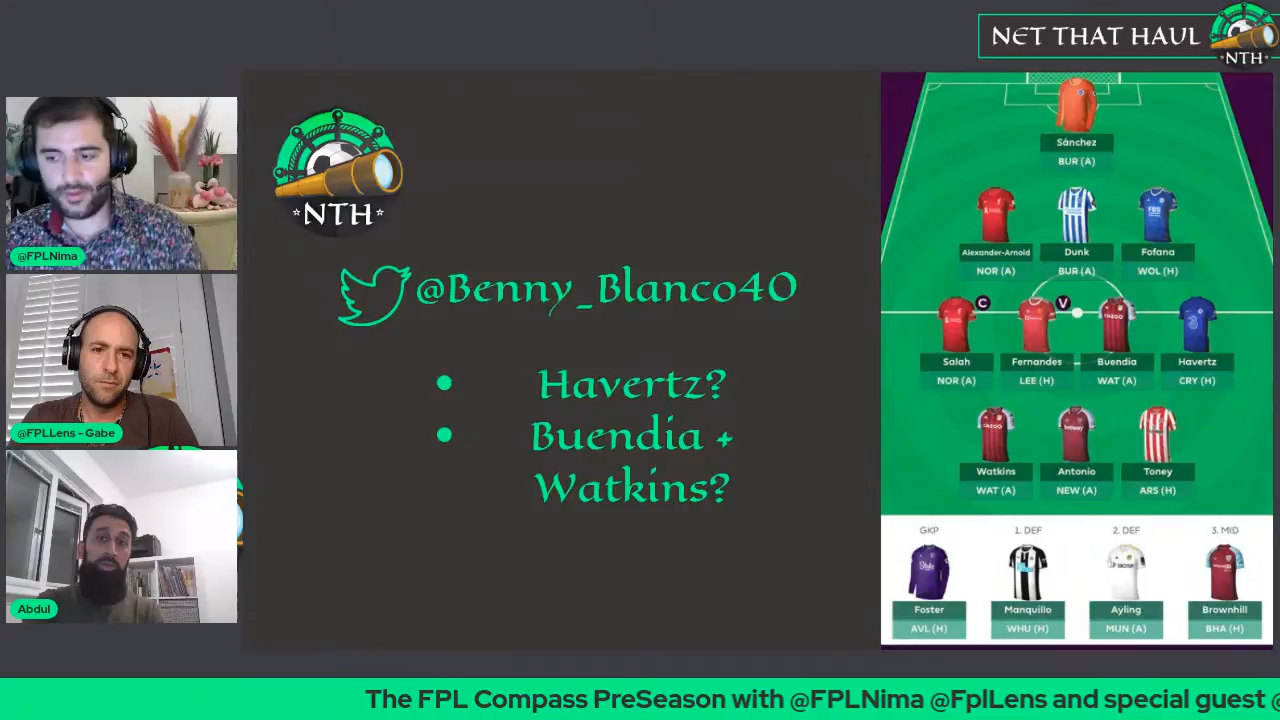 NET THAT HAUL
NTH
@FPLNima
@FPLLens - Gabe
Abdul
NTH
@Benny_Blanco40
Havertz?
Buendia +
Watkins?
Sánchez
BUR (A)
Alexander-Arnold
NOR (A)
Dunk
BUR (A)
Fofana
WOL (H)
C
V
Salah
NOR (A)
Fernandes
LEE (H)
Buendía
WAT (A)
Havertz
CRY (H)
Watkins
WAT (A)
Antonio
NEW (A)
Toney
ARS (H)
GKP
1. DEF
2. DEF
3. MID
Foster
AVL (H)
Manquillo
WHU (H)
Ayling
MUN (A)
Brownhill
BHA (H)
The FPL Compass PreSeason with @FPLNima @FplLens and special guest @